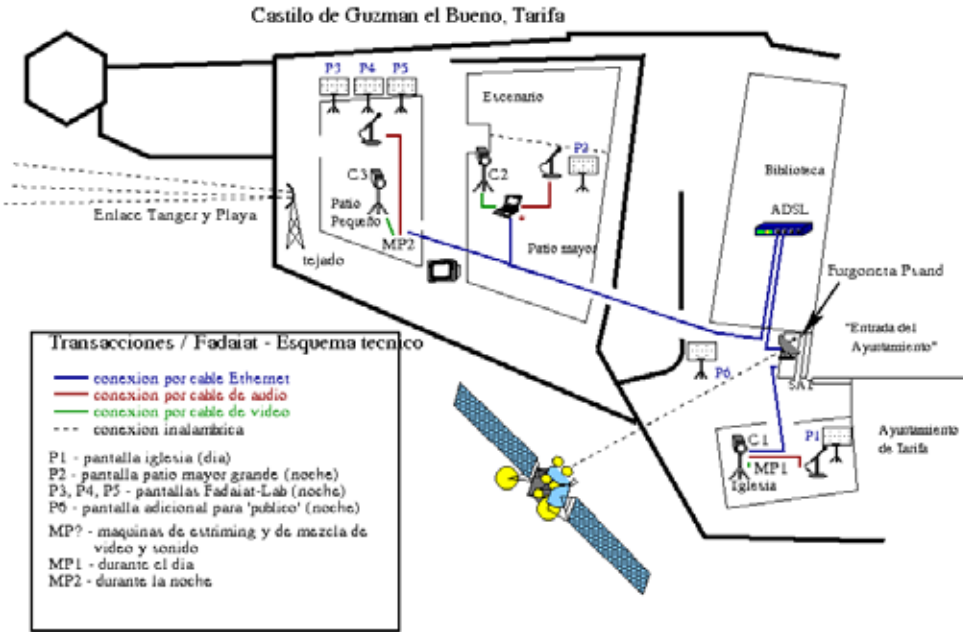 Castilo de Guzman el Bueno, Tarifa
P3 P4 P5
Escenario
C3
C2
P2
Biblioteca
Patio
Pequeño
MP2
Enlace Tanger y Playa
tejado
Patio mayor
ADSL
Furgoneta Psand
"Entrada del
Ayuntamiento"
P6
SAT
C1
P1
MP1
Iglesia
Ayuntamiento
de Tarifa
Transacciones / Fadaiat - Esquema tecnico
conexion por cable Ethernet
conexion por cable de audio
conexion por cable de video
conexion inalambrica
P1 - pantalla iglesia (dia)
P2 - pantalla patio mayor grande (noche)
P3, P4, P5 - pantallas Fadaiat-Lab (noche)
P6 - pantalla adicional para 'publico' (noche)
MP? - maquinas de estriming y de mezcla de
video y sonido
MP1 - durante el dia
MP2 - durante la noche